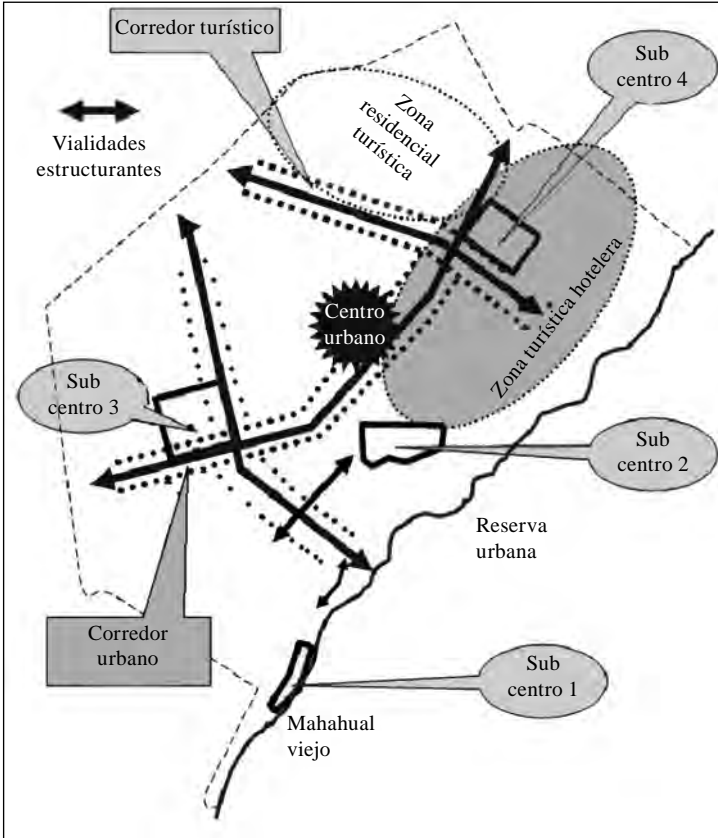 Corredor turístico
Sub
centro 4
Vialidades
estructurantes
Zona
residencial
turística
Centro
urbano
Zona turística hotelera
Sub
centro 3
Sub
centro 2
Reserva
urbana
Corredor
urbano
Sub
centro 1
Mahahual
viejo